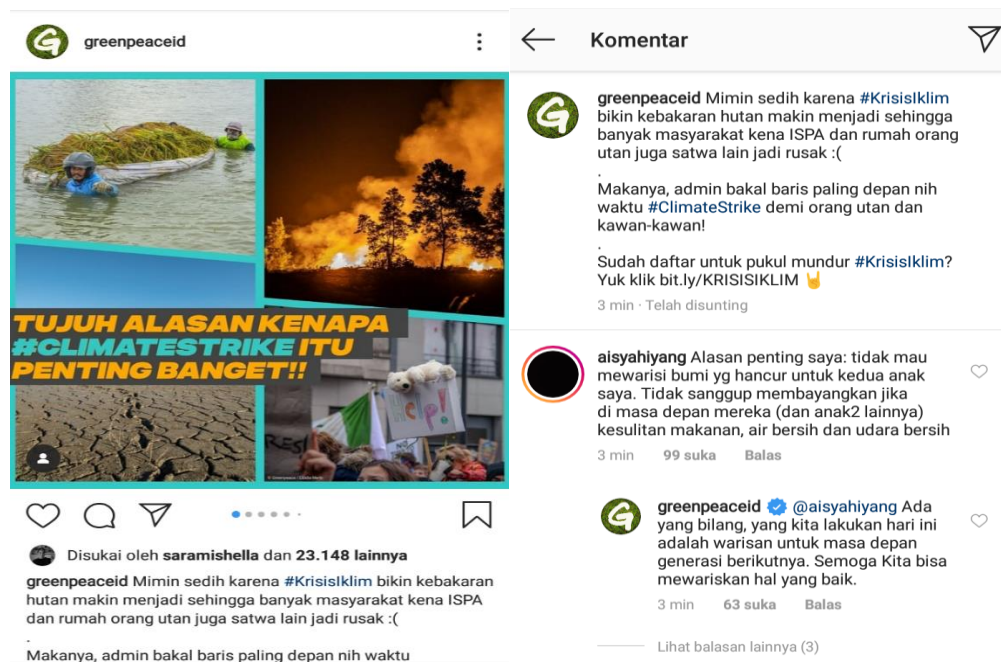 greenpeaceid
TUJUH ALASAN KENAPA
#CLIMATESTRIKE ITU
PENTING BANGET!!
Disukai oleh saramishella dan 23.148 lainnya
greenpeaceid Mimin sedih karena #KrisisIklim bikin kebakaran
hutan makin menjadi sehingga banyak masyarakat kena ISPA
dan rumah orang utan juga satwa lain jadi rusak :(
.
Makanya, admin bakal baris paling depan nih waktu
Komentar
greenpeaceid Mimin sedih karena #KrisisIklim
bikin kebakaran hutan makin menjadi sehingga
banyak masyarakat kena ISPA dan rumah orang
utan juga satwa lain jadi rusak :(
.
Makanya, admin bakal baris paling depan nih
waktu #ClimateStrike demi orang utan dan
kawan-kawan!
.
Sudah daftar untuk pukul mundur #KrisisIklim?
Yuk klik bit.ly/KRISISIKLIM 🤘
3 min · Telah disunting
aisyahiyang Alasan penting saya: tidak mau
mewarisi bumi yg hancur untuk kedua anak
saya. Tidak sanggup membayangkan jika
di masa depan mereka (dan anak2 lainnya)
kesulitan makanan, air bersih dan udara bersih
3 min 99 suka Balas
greenpeaceid @aisyahiyang Ada
yang bilang, yang kita lakukan hari ini
adalah warisan untuk masa depan
generasi berikutnya. Semoga Kita bisa
mewariskan hal yang baik.
3 min 63 suka Balas
Lihat balasan lainnya (3)